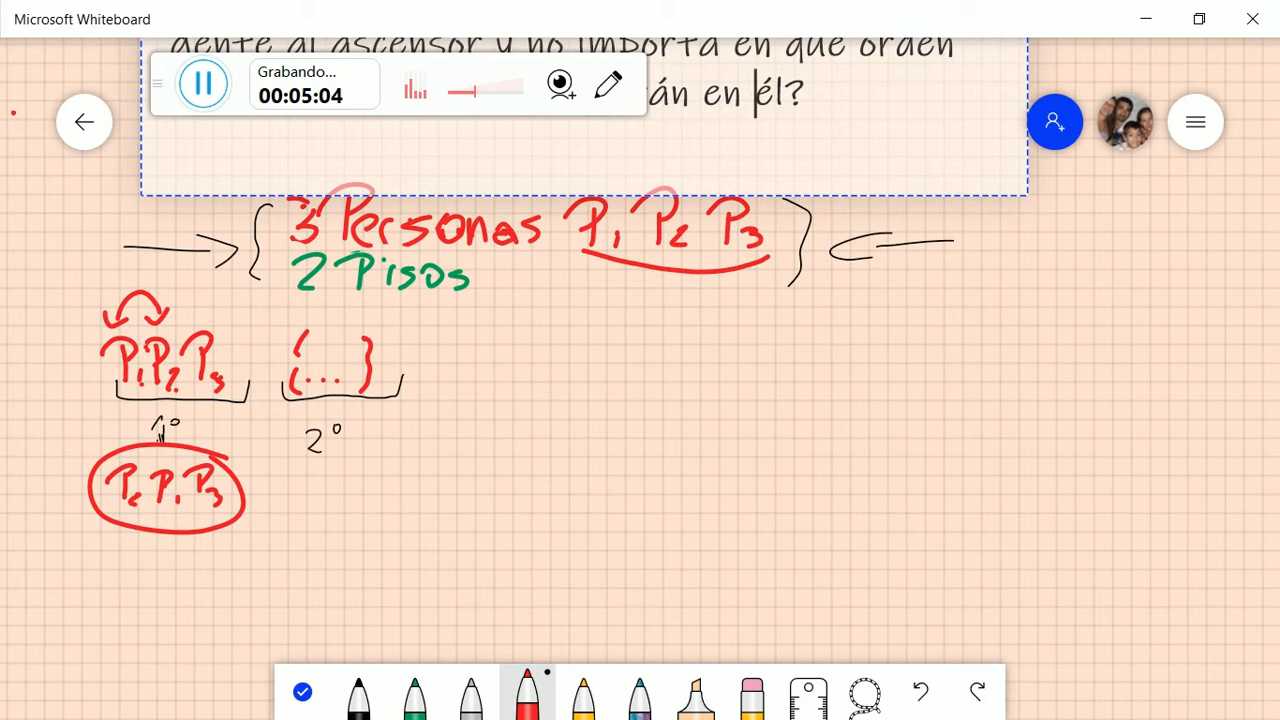 Microsoft Whiteboard
dente al ascensor y no importa en qué orden
Grabando...
00:05:04
án en él?
3 Personas P1 P2 P3
2 Pisos
P1 P2 P3 (...)
1° 2°
P2 P1 P3